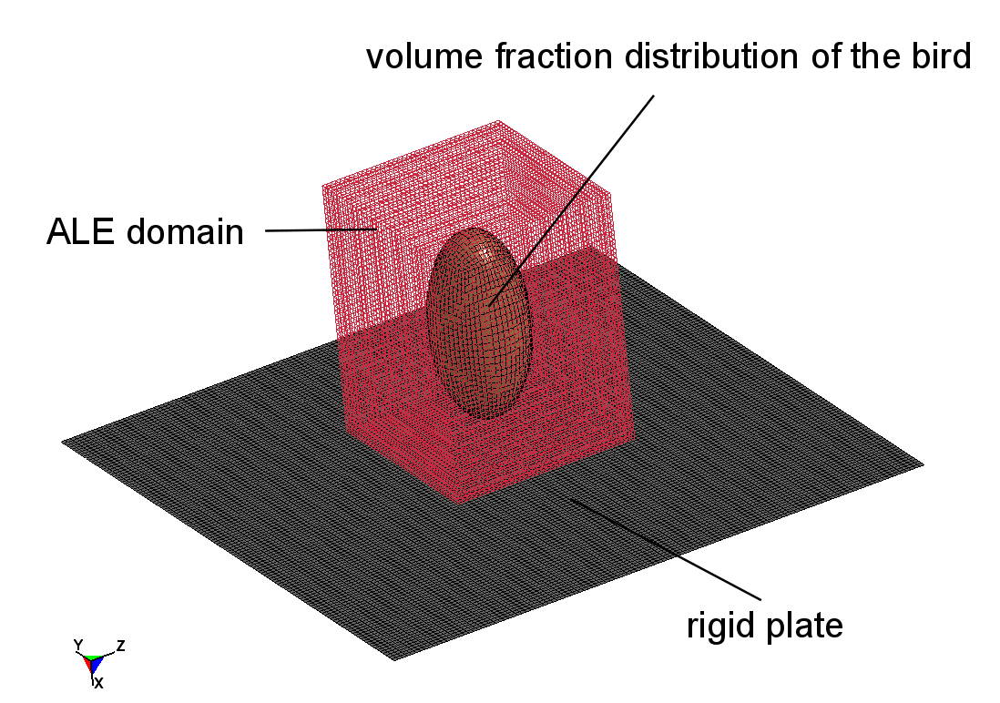 volume fraction distribution of the bird
ALE domain
rigid plate
Y
Z
X